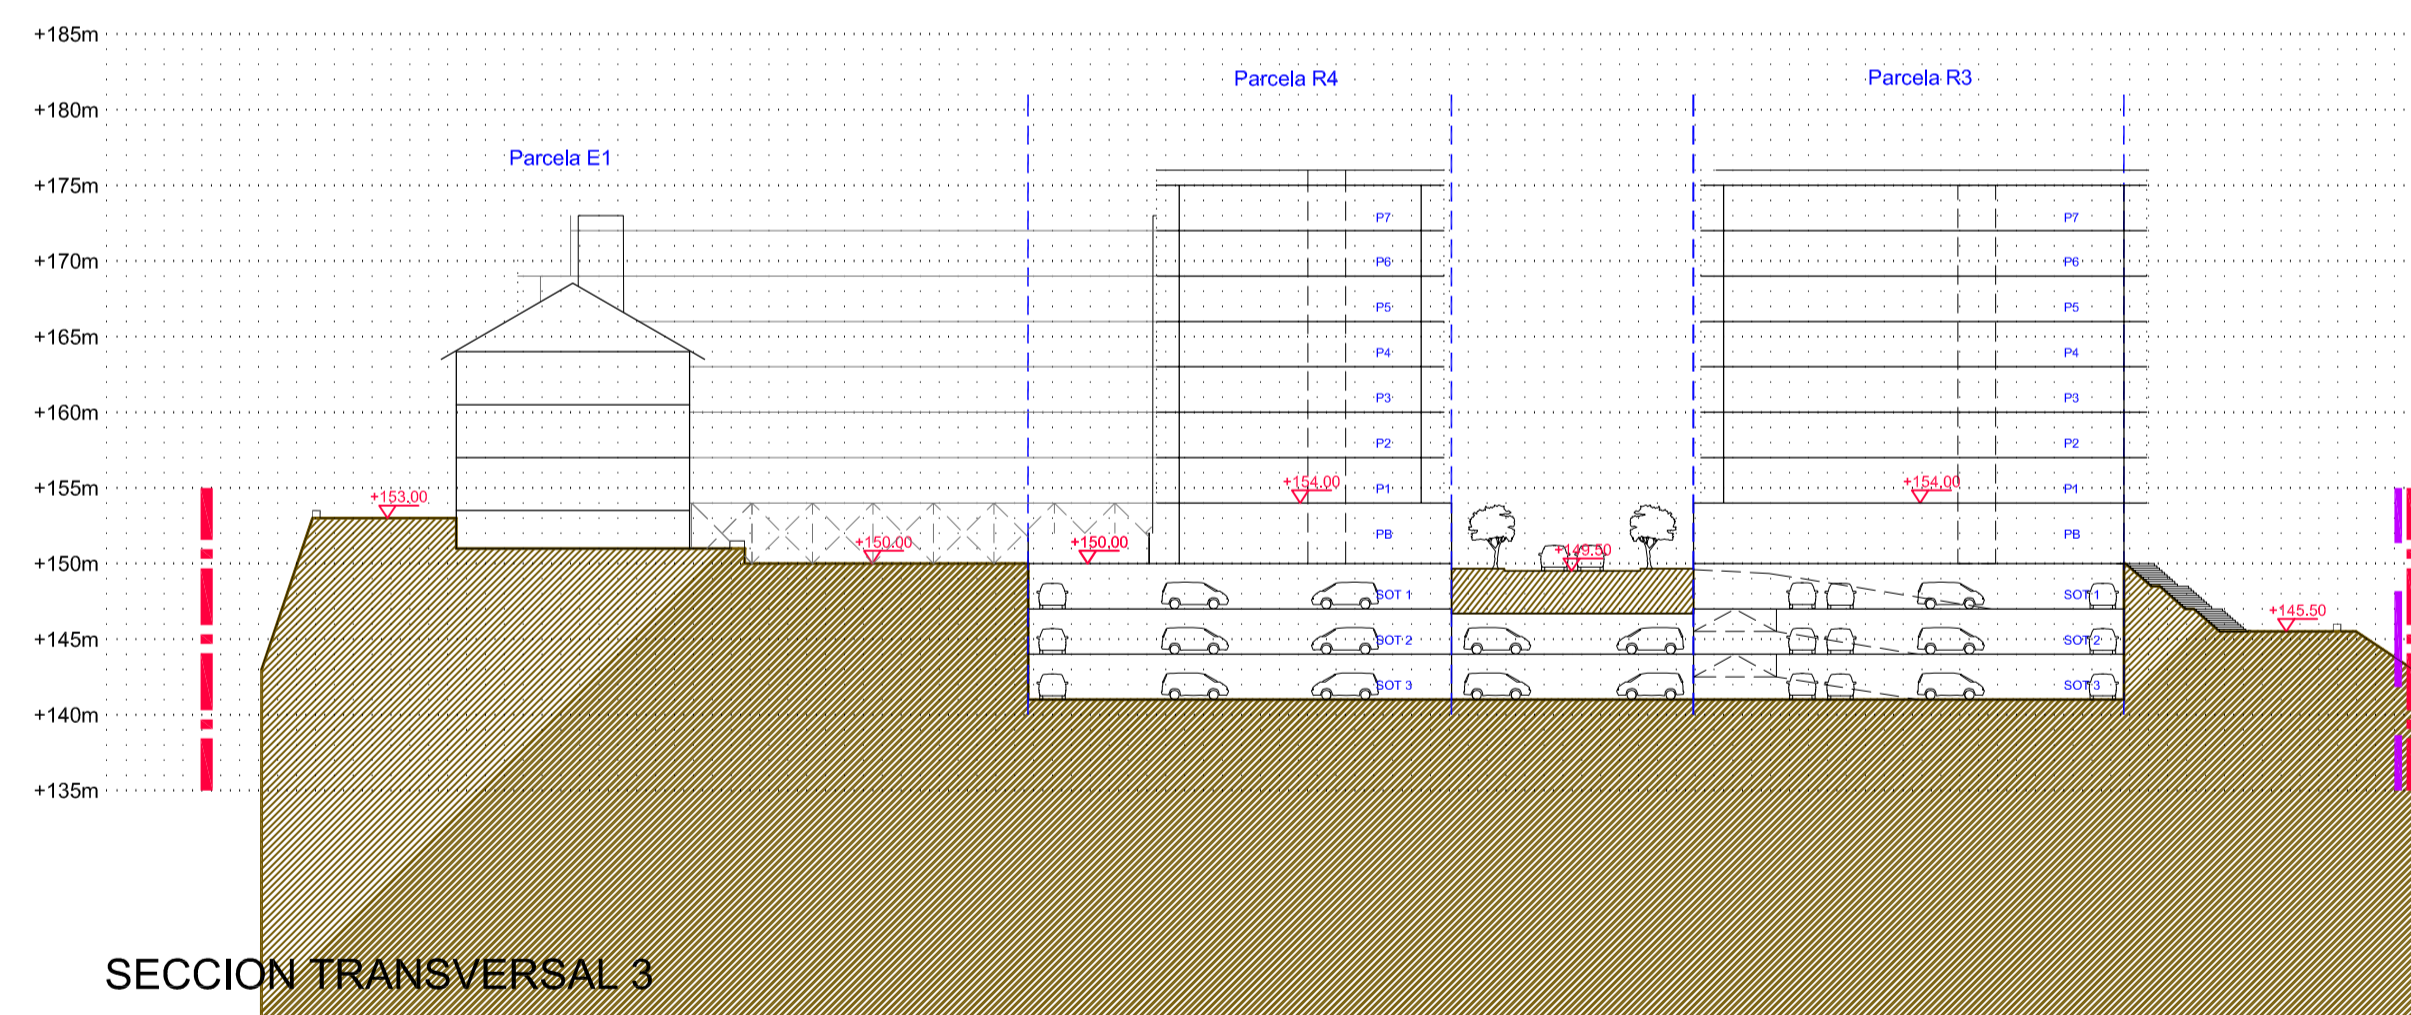 +185m
Parcela R4
Parcela R3
+180m
Parcela E1
+175m
P7
P7
+170m
P6
P6
P5
P5
+165m
P4
P4
P3
P3
+160m
P2
P2
+155m
+153.00
+154.00
P1
+154.00
P1
PB
PB
+150.00
+150.00
+149.50
+150m
SOT 1
SOT 1
+145.50
+145m
SOT 2
SOT 2
SOT 3
SOT 3
+140m
+135m
SECCION TRANSVERSAL 3